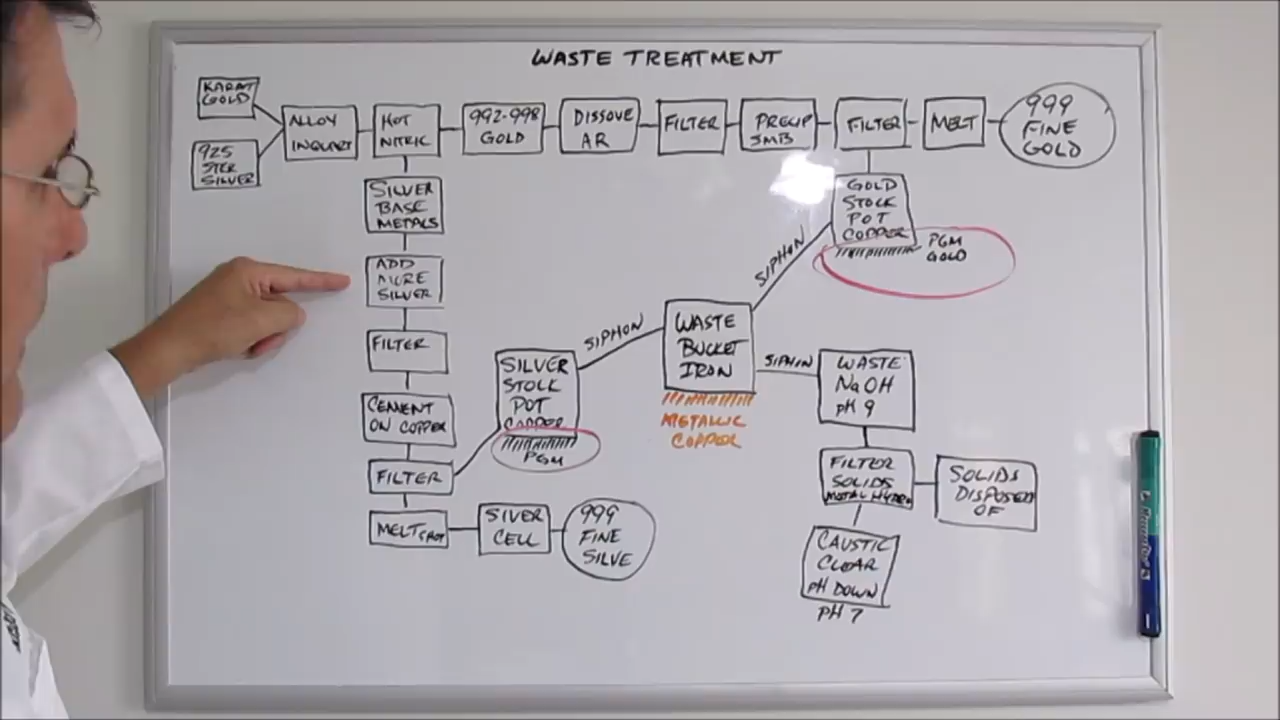 WASTE TREATMENT
KARAT
GOLD
925
STER
SILVER
ALLOY
INQUART
HOT
NITRIC
992-998
GOLD
DISSOVE
AR
FILTER
PRECIP
SMB
FILTER
MELT
999
FINE
GOLD
SILVER
BASE
METALS
ADD
MORE
SILVER
FILTER
CEMENT
ON COPPER
FILTER
MELT
SILVER
STOCK
POT
COPPER
PGM
SIPHON
WASTE
BUCKET
IRON
METALLIC
COPPER
SIPHON
GOLD
STOCK
POT
COPPER
PGM
GOLD
SIPHON
WASTE
NaOH
pH 9
FILTER
SOLIDS
METAL HYDRO
SOLIDS
DISPOSED
OF
CAUSTIC
CLEAR
pH DOWN
pH 7
SIVER
CELL
999
FINE
SILVE